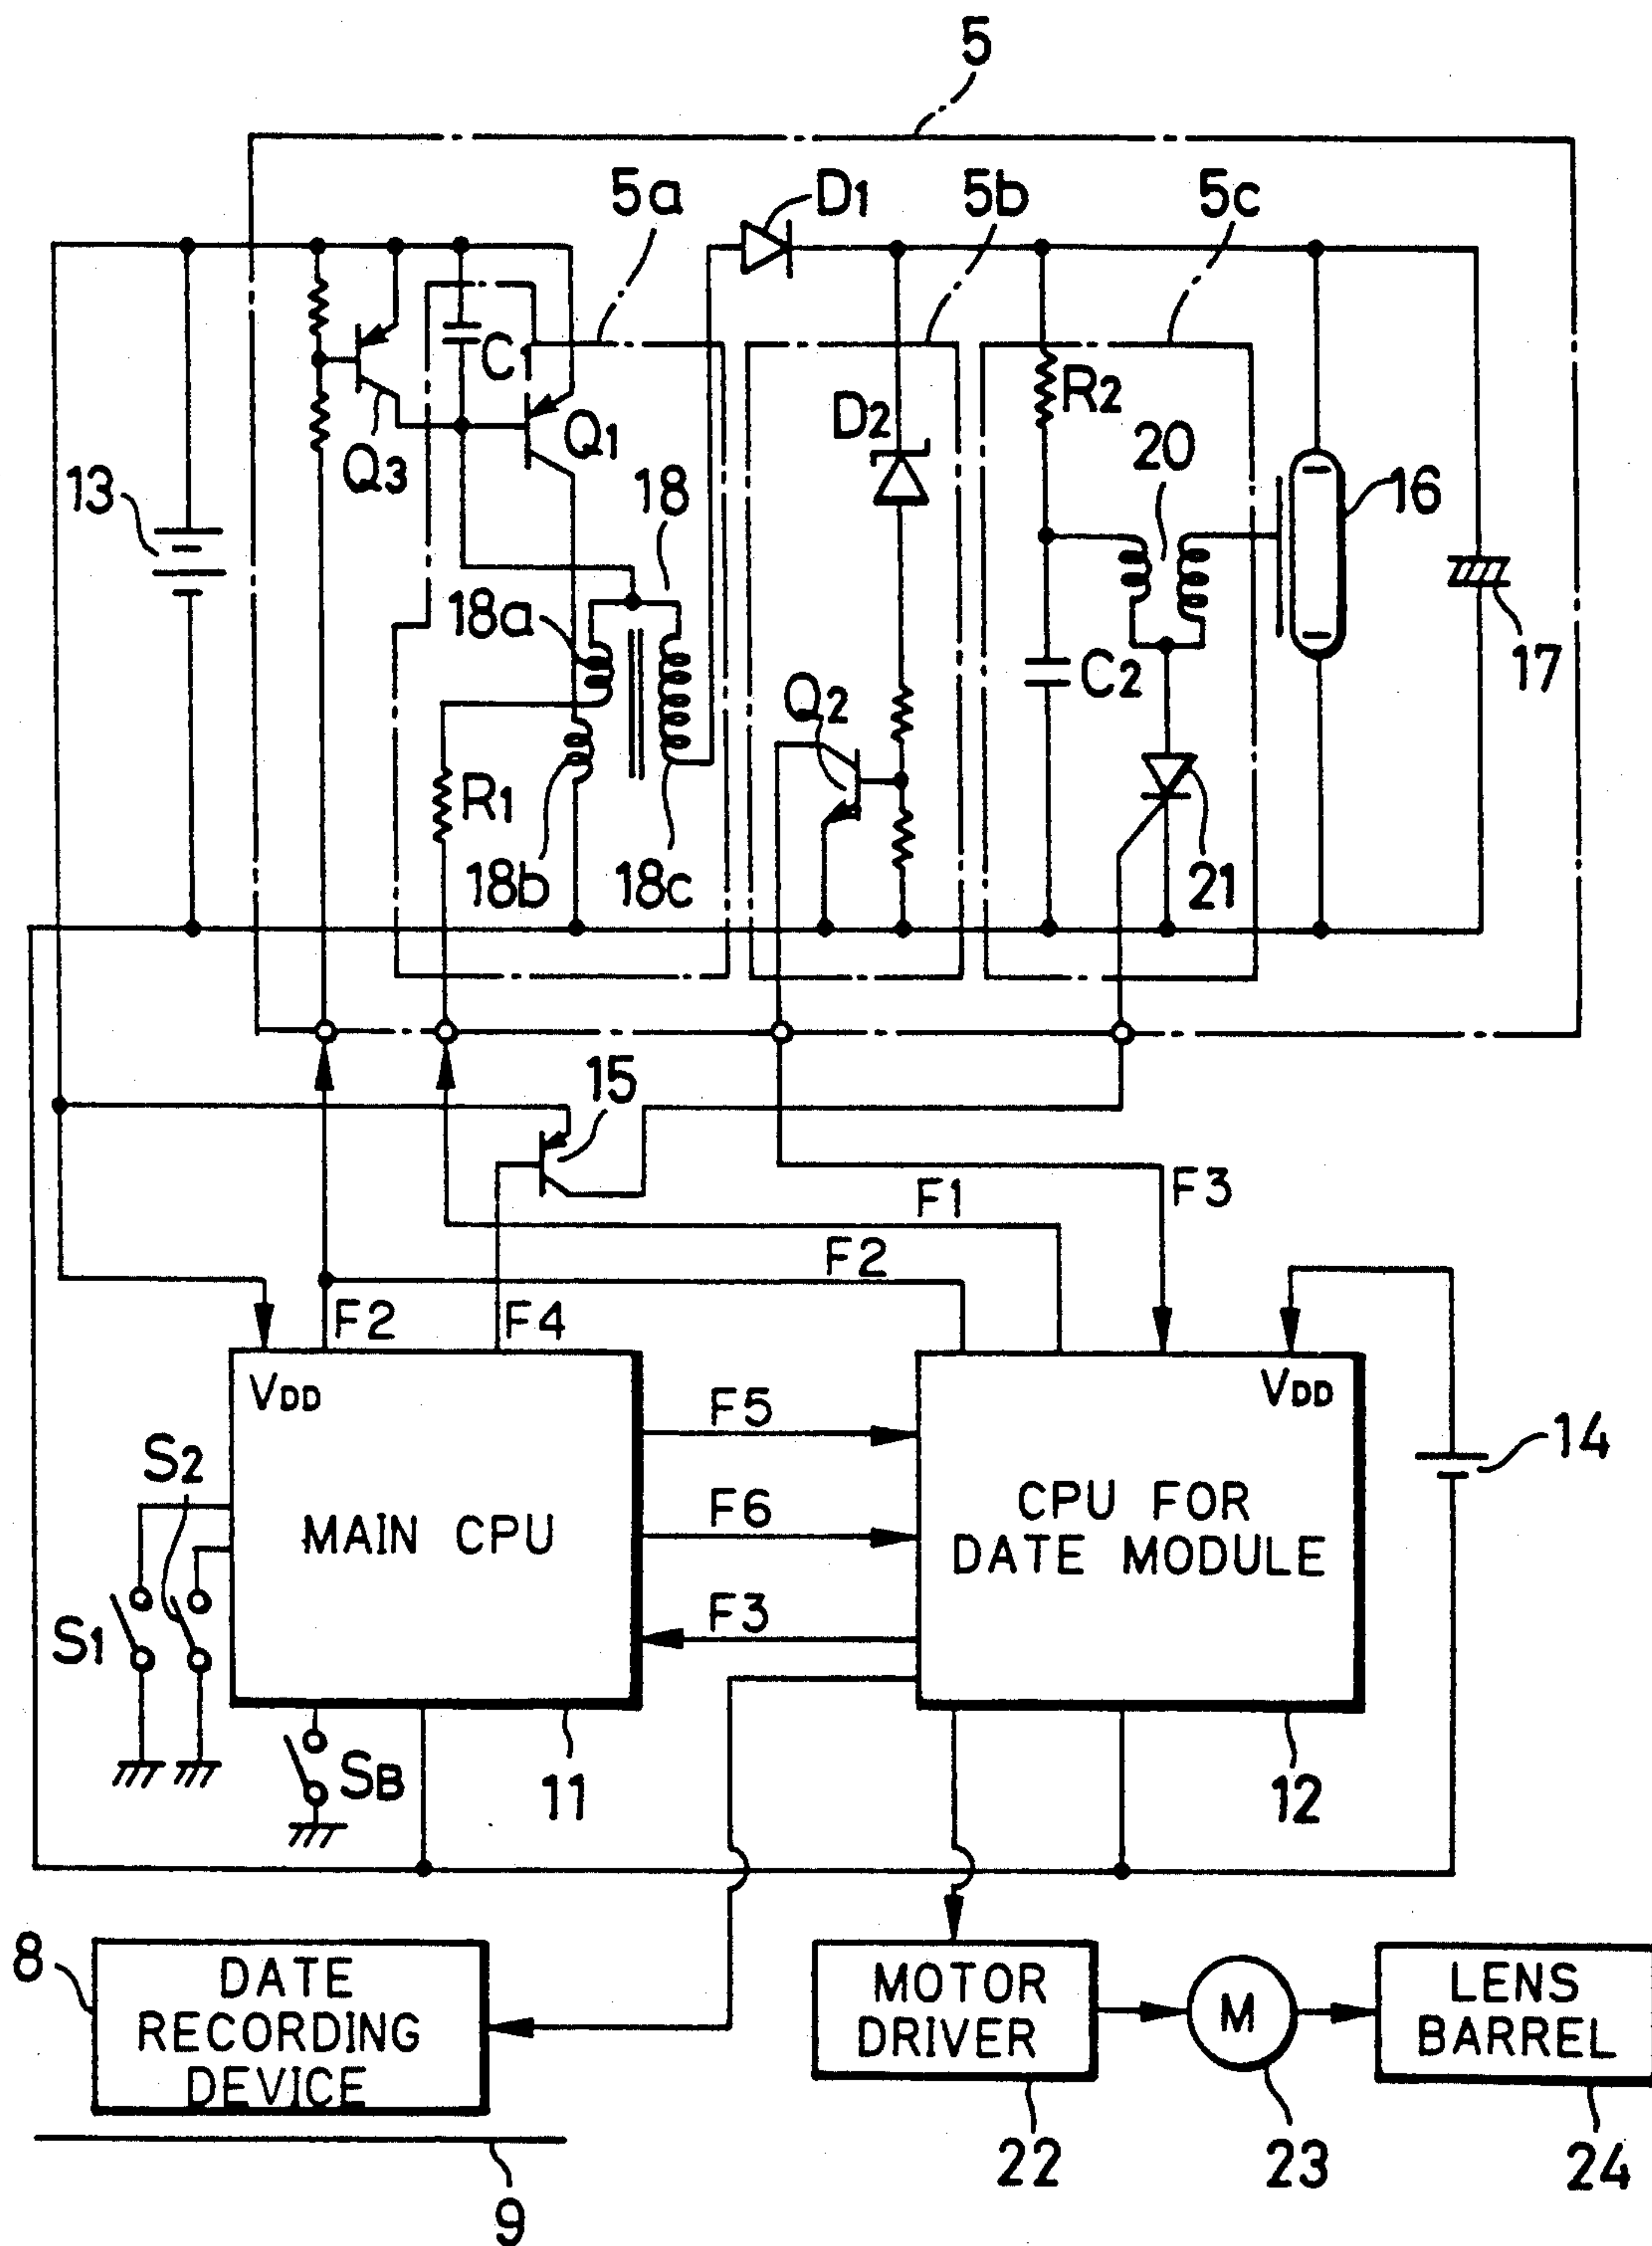 5
5a
D1
5b
5c
C1
Q1
Q3
13
18
18a
R1
18b
18c
D2
Q2
R2
20
16
C2
17
21
15
F1
F3
F2
F2
F4
VDD
MAIN CPU
S2
S1
SB
11
F5
F6
F3
VDD
CPU FOR
DATE MODULE
14
12
8
DATE
RECORDING
DEVICE
9
MOTOR
DRIVER
22
M
23
LENS
BARREL
24